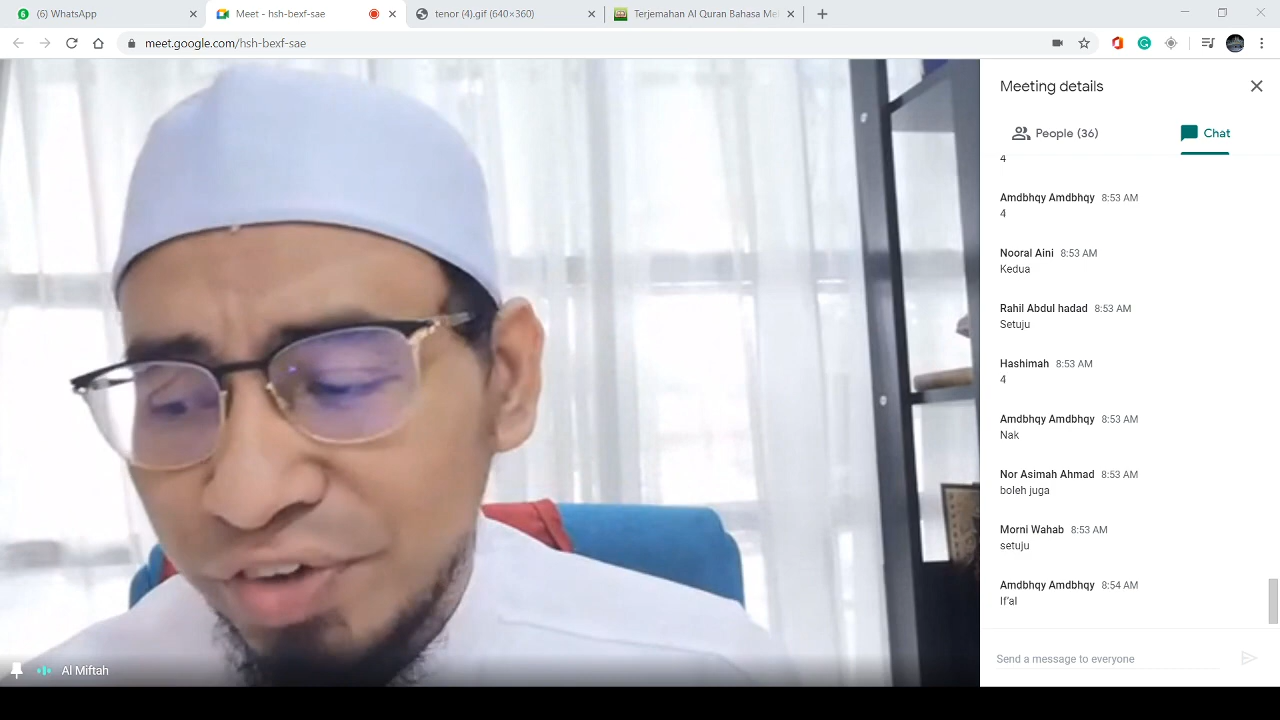 6
(6) WhatsApp
Meet - hsh-bexf-sae
tenor (4).gif (640×360)
Terjemahan Al Quran Bahasa Mel
meet.google.com/hsh-bexf-sae
Meeting details
People (36)
Chat
4
Amdbhqy Amdbhqy 8:53 AM
4
Nooral Aini 8:53 AM
Kedua
Rahil Abdul hadad 8:53 AM
Setuju
Hashimah 8:53 AM
4
Amdbhqy Amdbhqy 8:53 AM
Nak
Nor Asimah Ahmad 8:53 AM
boleh juga
Morni Wahab 8:53 AM
setuju
Amdbhqy Amdbhqy 8:54 AM
If'al
Send a message to everyone
Al Miftah